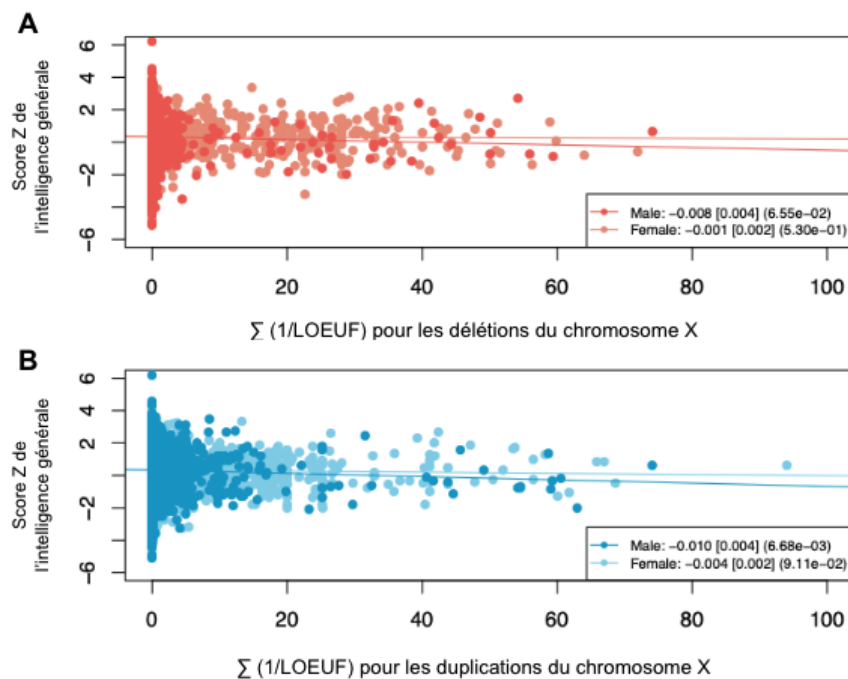 A
Score Z de
l'intelligence générale
6
2
−2
−6
Male: −0.008 [0.004] (6.55e−02)
Female: −0.001 [0.002] (5.30e−01)
0 20 40 60 80 100
∑ (1/LOEUF) pour les délétions du chromosome X
B
Score Z de
l'intelligence générale
6
2
−2
−6
Male: −0.010 [0.004] (6.68e−03)
Female: −0.004 [0.002] (9.11e−02)
0 20 40 60 80 100
∑ (1/LOEUF) pour les duplications du chromosome X